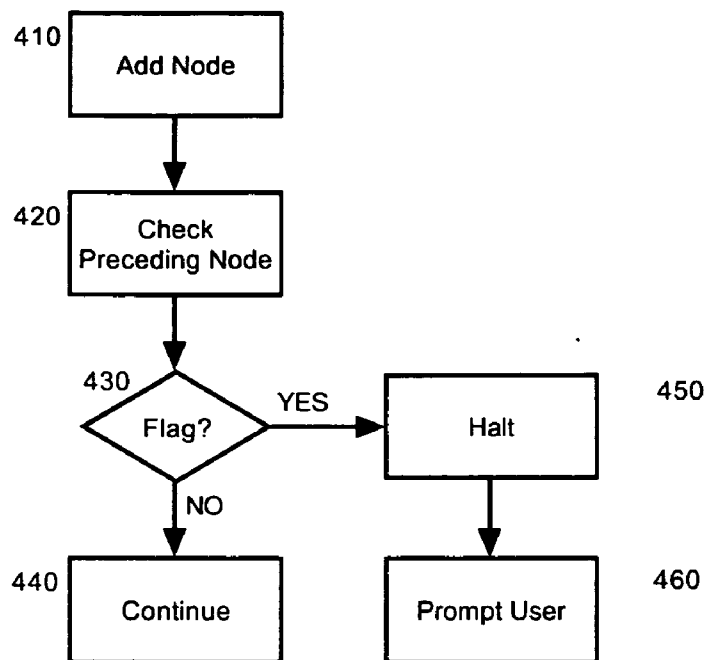 410
Add Node
420
Check
Preceding Node
430
Flag?
YES
450
Halt
NO
440
Continue
460
Prompt User